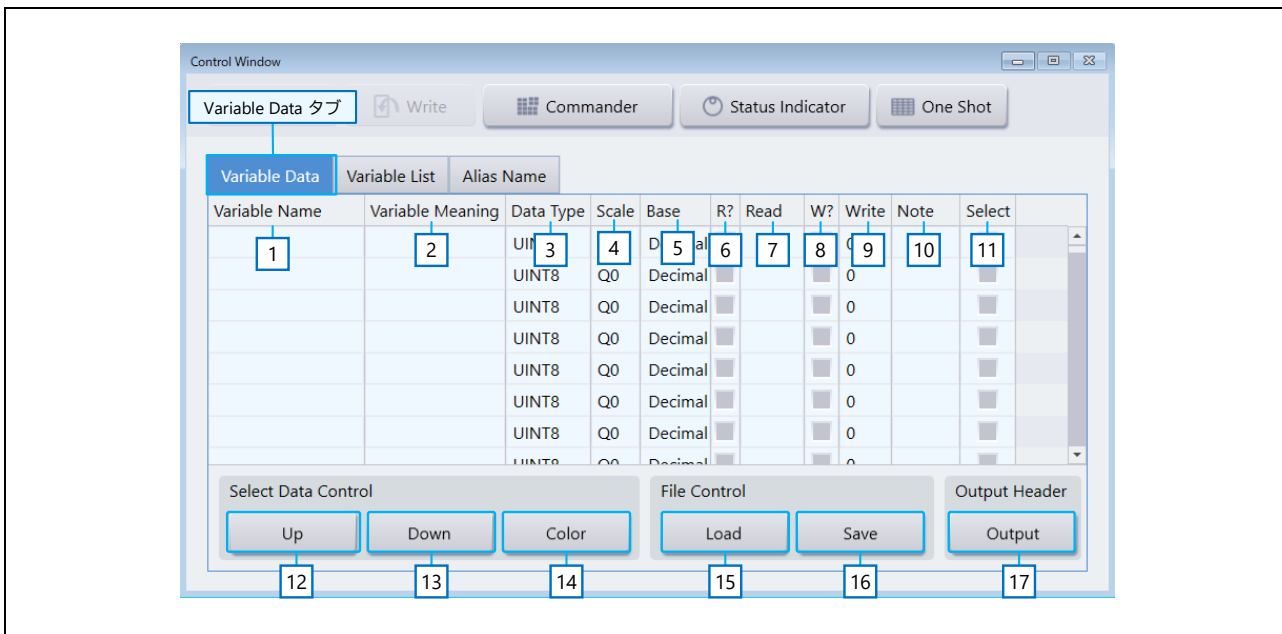 Control Window
Variable Data タブ Write Commander Status Indicator One Shot
Variable Data Variable List Alias Name
Variable Name Variable Meaning Data Type Scale Base R? Read W? Write Note Select
1 2 3 4 5 6 7 8 9 10 11
UINT8 Q0 Decimal 0
UINT8 Q0 Decimal 0
UINT8 Q0 Decimal 0
UINT8 Q0 Decimal 0
UINT8 Q0 Decimal 0
UINT8 Q0 Decimal 0
Select Data Control File Control Output Header
Up Down Color Load Save Output
12 13 14 15 16 17